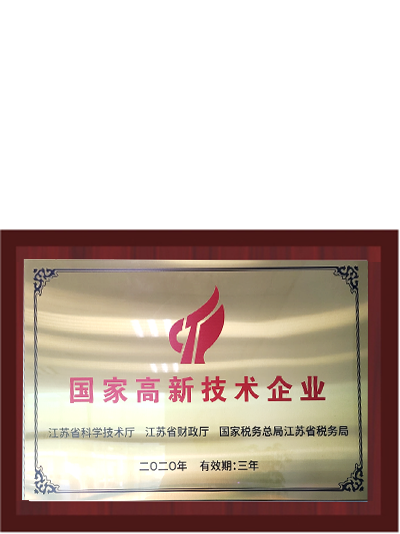 国家高新技术企业
江苏省科学技术厅 江苏省财政厅 国家税务总局江苏省税务局
二〇二〇年 有效期:三年